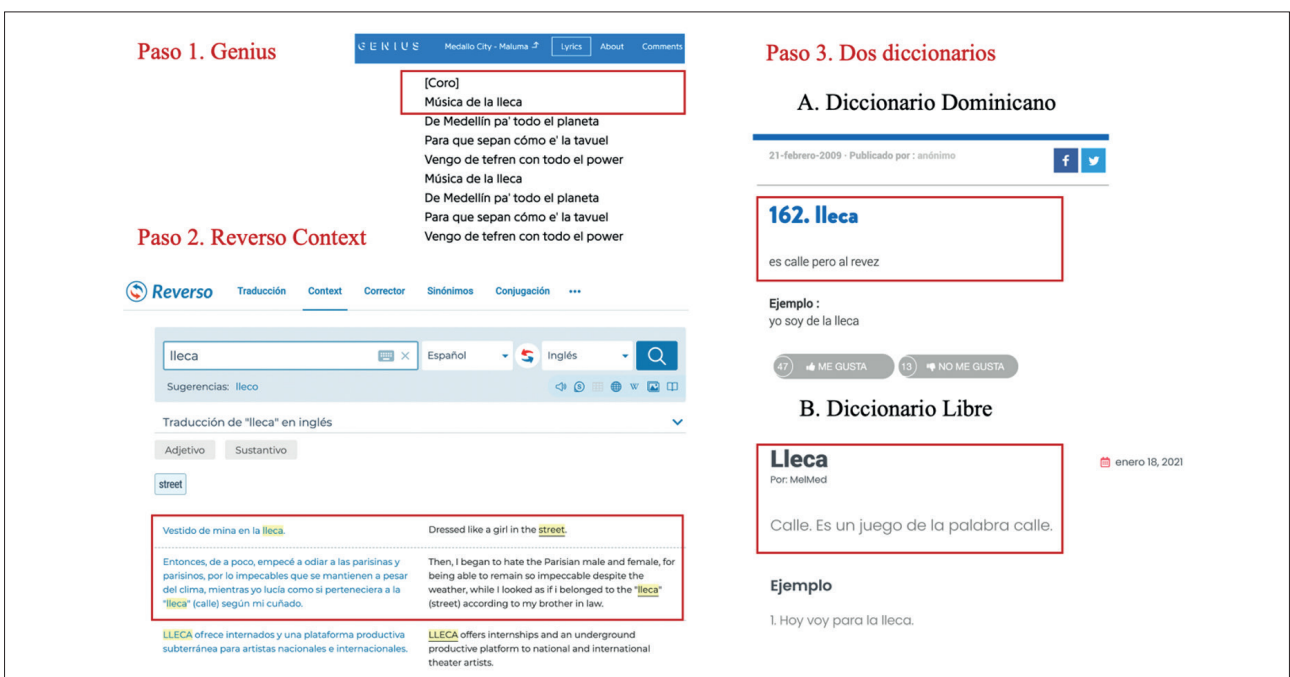 Paso 1. Genius
GENIUS
Medallo City - Maluma
Lyrics
About
Comments
[Coro]
Música de la lleca
De Medellín pa' todo el planeta
Para que sepan cómo e' la tavuel
Vengo de tefren con todo el power
Música de la lleca
De Medellín pa' todo el planeta
Para que sepan cómo e' la tavuel
Vengo de tefren con todo el power
Paso 2. Reverso Context
Reverso
Traducción
Context
Corrector
Sinónimos
Conjugación
•••
lleca
Español
Inglés
Sugerencias: lleco
Traducción de "lleca" en inglés
Adjetivo
Sustantivo
street
Vestido de mina en la lleca.
Dressed like a girl in the street.
Entonces, de a poco, empecé a odiar a las parisinas y
parisinos, por lo impecables que se mantienen a pesar
del clima, mientras yo lucía como si perteneciera a la
"lleca" (calle) según mi cuñado.
Then, I began to hate the Parisian male and female, for
being able to remain so impeccable despite the
weather, while I looked as if i belonged to the "lleca"
(street) according to my brother in law.
LLECA ofrece internados y una plataforma productiva
subterránea para artistas nacionales e internacionales.
LLECA offers internships and an underground
productive platform to national and international
theater artists.
Paso 3. Dos diccionarios
A. Diccionario Dominicano
21-febrero-2009 - Publicado por : anónimo
162. lleca
es calle pero al revez
Ejemplo :
yo soy de la lleca
47 ME GUSTA
13 NO ME GUSTA
B. Diccionario Libre
Lleca
Por: MelMed
enero 18, 2021
Calle. Es un juego de la palabra calle.
Ejemplo
1. Hoy voy para la lleca.